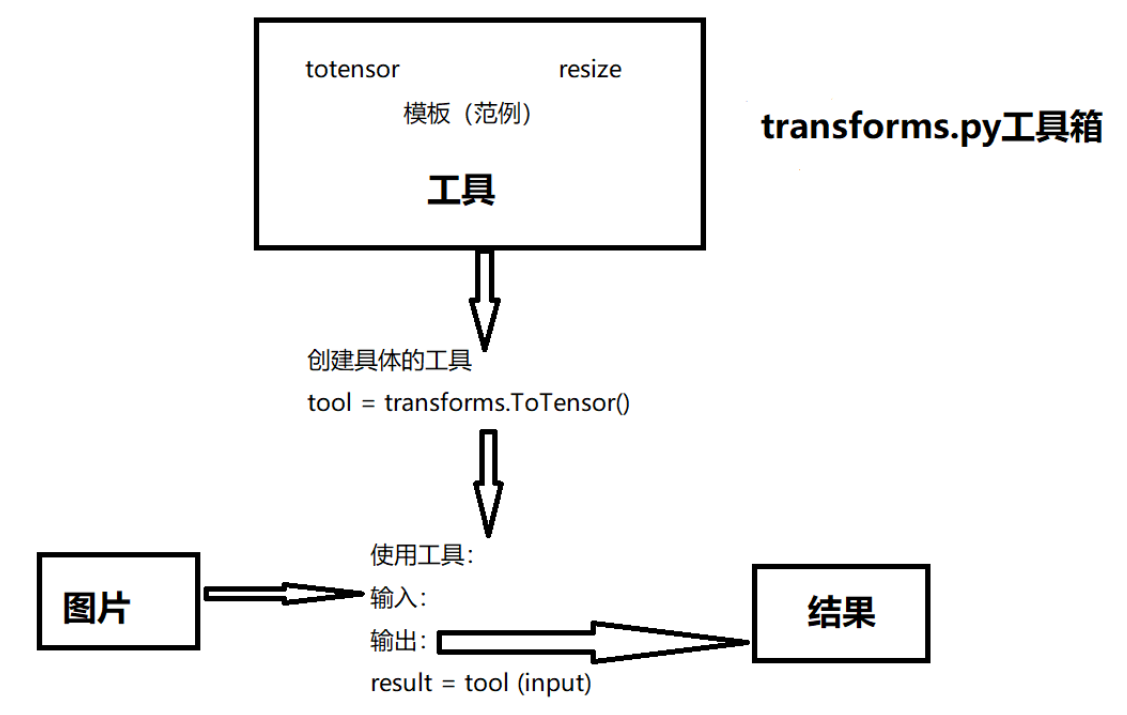 totensor resize
模板（范例）
transforms.py工具箱
工具
创建具体的工具
tool = transforms.ToTensor()
使用工具：
图片
输入：
输出：
结果
result = tool (input)